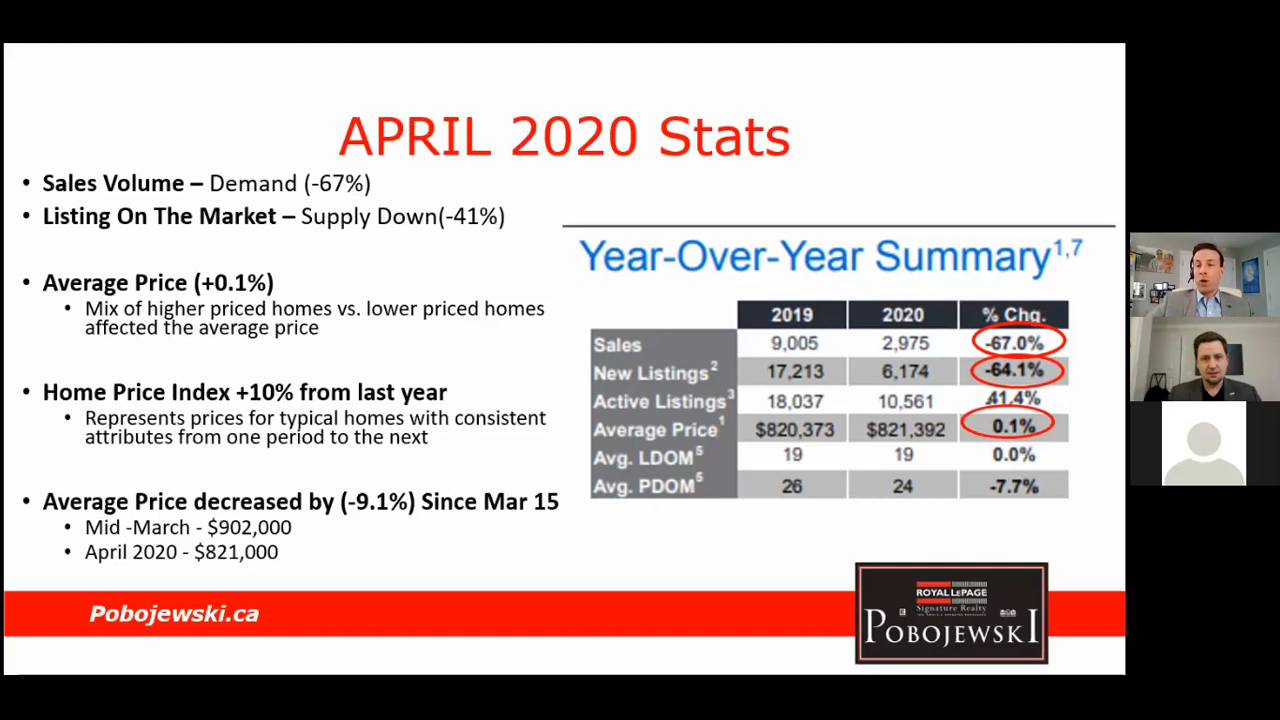 APRIL 2020 Stats
• Sales Volume – Demand (-67%)
• Listing On The Market – Supply Down(-41%)
• Average Price (+0.1%)
• Mix of higher priced homes vs. lower priced homes
affected the average price
• Home Price Index +10% from last year
• Represents prices for typical homes with consistent
attributes from one period to the next
• Average Price decreased by (-9.1%) Since Mar 15
• Mid -March - $902,000
• April 2020 - $821,000
Year-Over-Year Summary1,7
2019 2020 % Chg.
Sales 9,005 2,975 -67.0%
New Listings2 17,213 6,174 -64.1%
Active Listings3 18,037 10,561 41.4%
Average Price1 $820,373 $821,392 0.1%
Avg. LDOM5 19 19 0.0%
Avg. PDOM5 26 24 -7.7%
Pobojewski.ca
ROYAL LEPAGE
Signature Realty
POBOJEWSKI